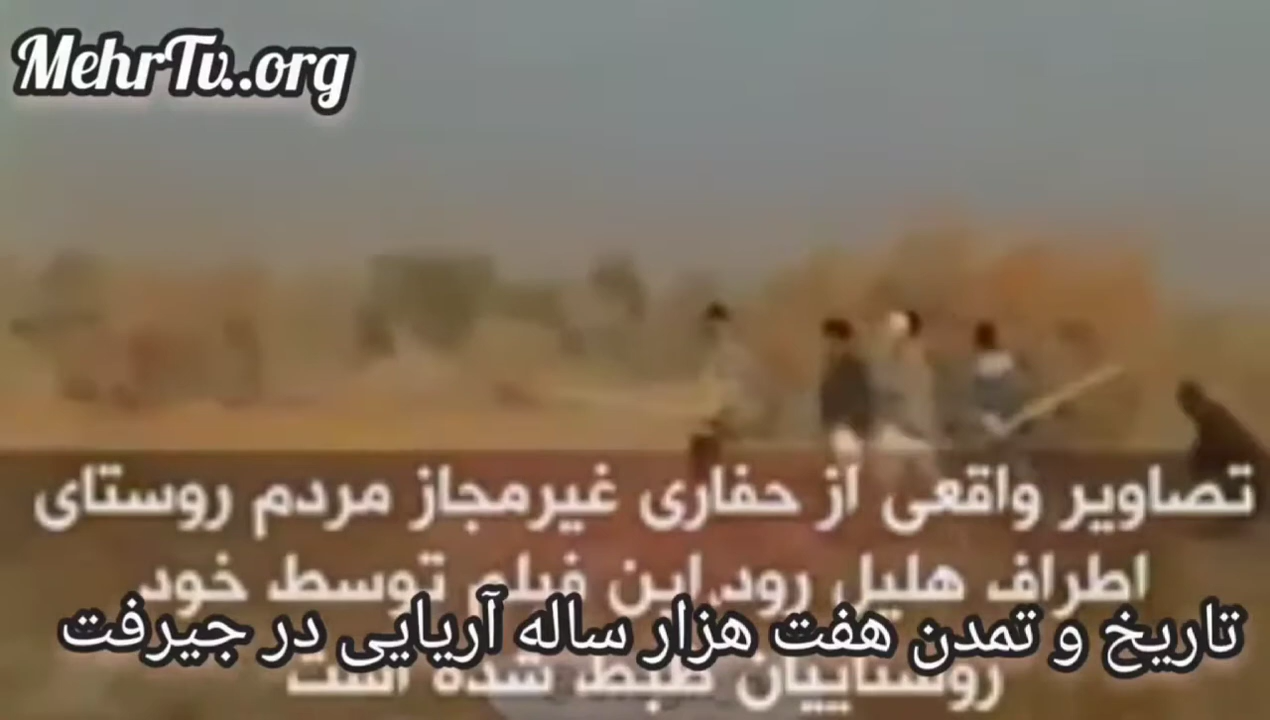 MehrTv..org
تصاویر واقعی از حفاری غیرمجاز مردم روستای
اطراف هلیل رود.این فیلم توسط خود
تاریخ و تمدن هفت هزار ساله آریایی در جیرفت
روستاییان ضبط شده است